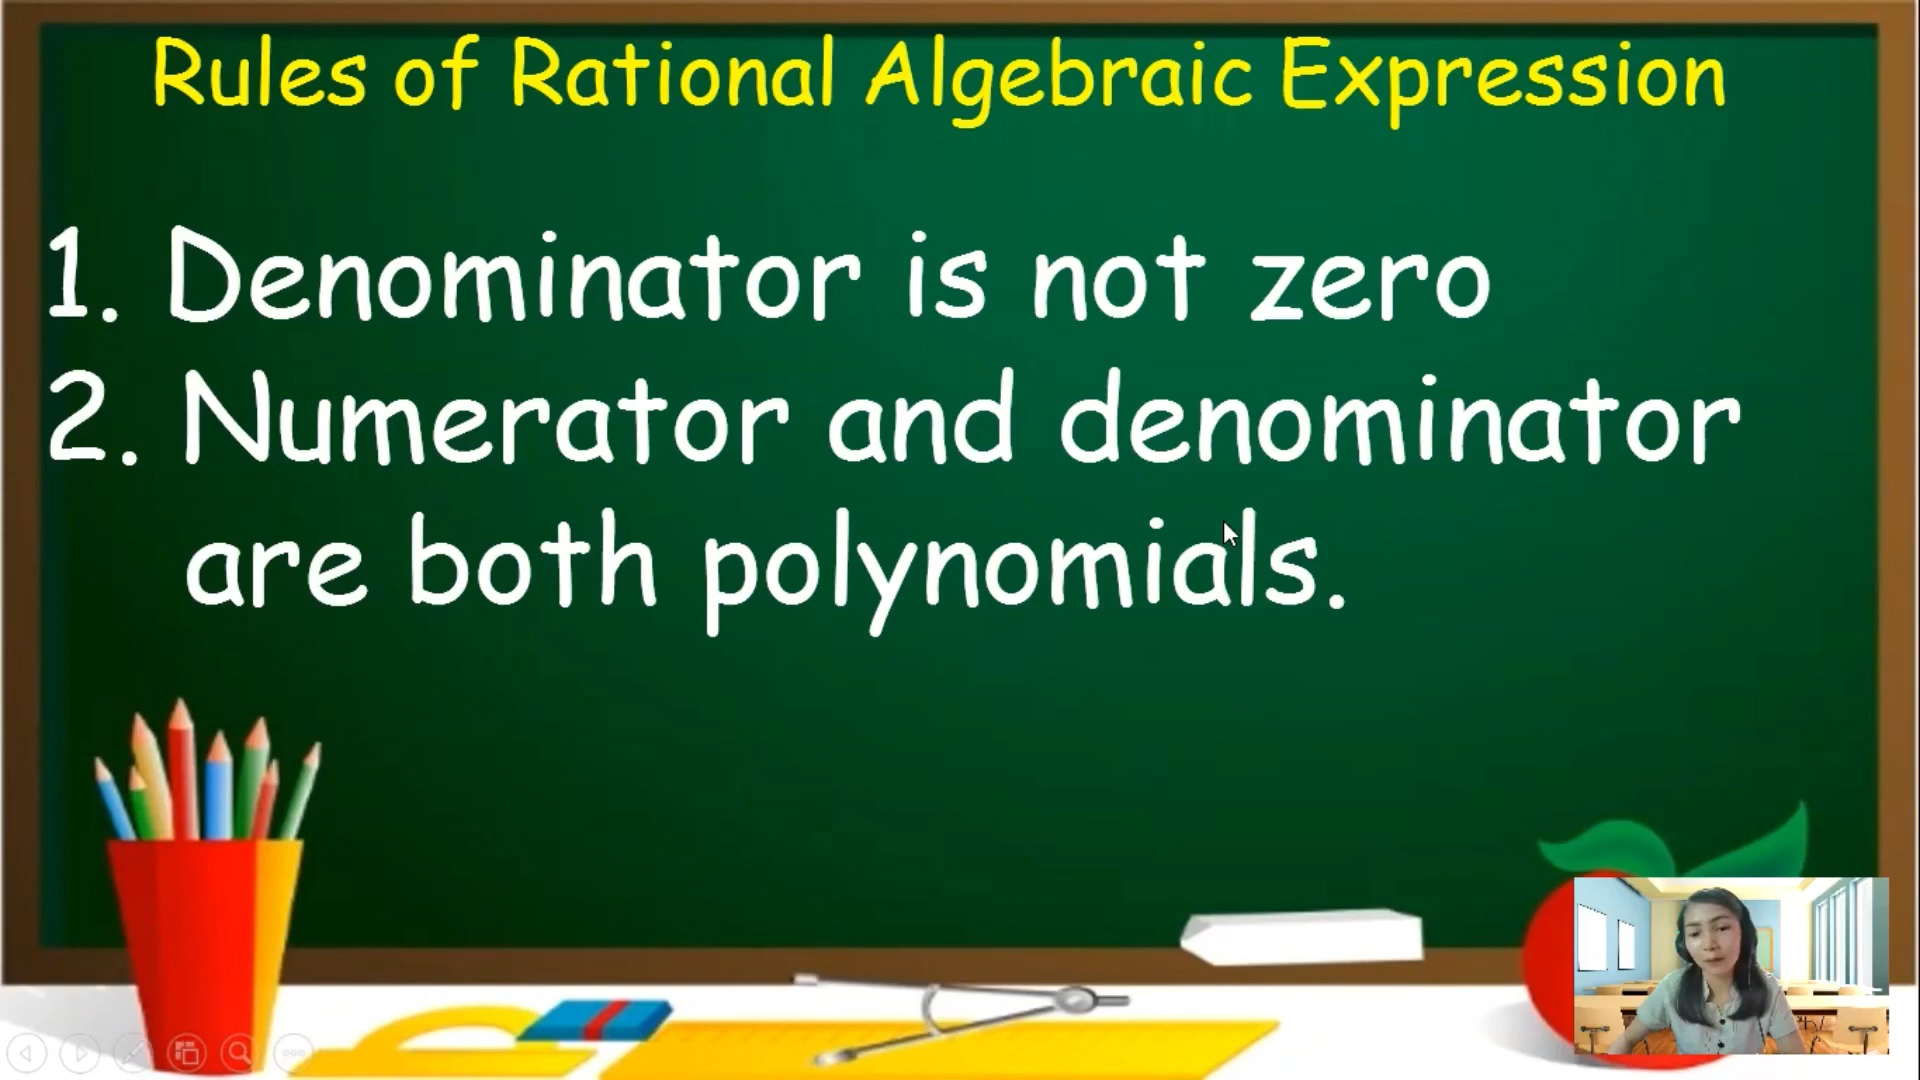 Rules of Rational Algebraic Expression
1. Denominator is not zero
2. Numerator and denominator
are both polynomials.